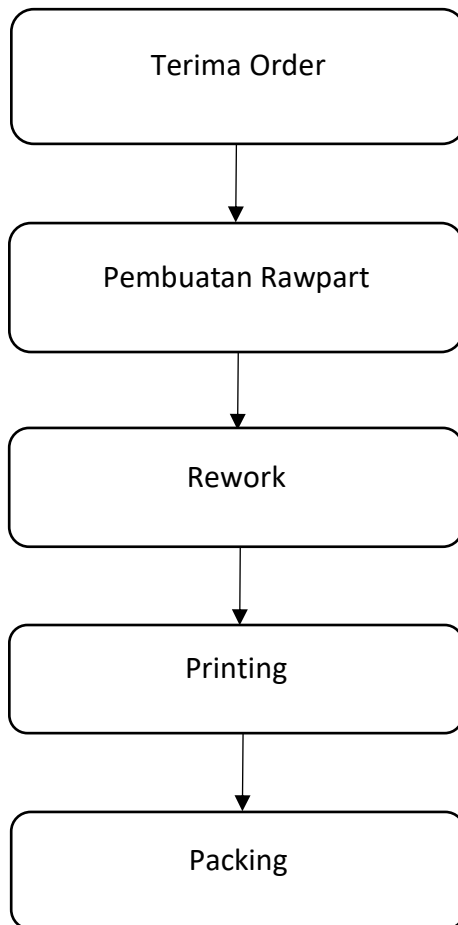 Terima Order
Pembuatan Rawpart
Rework
Printing
Packing